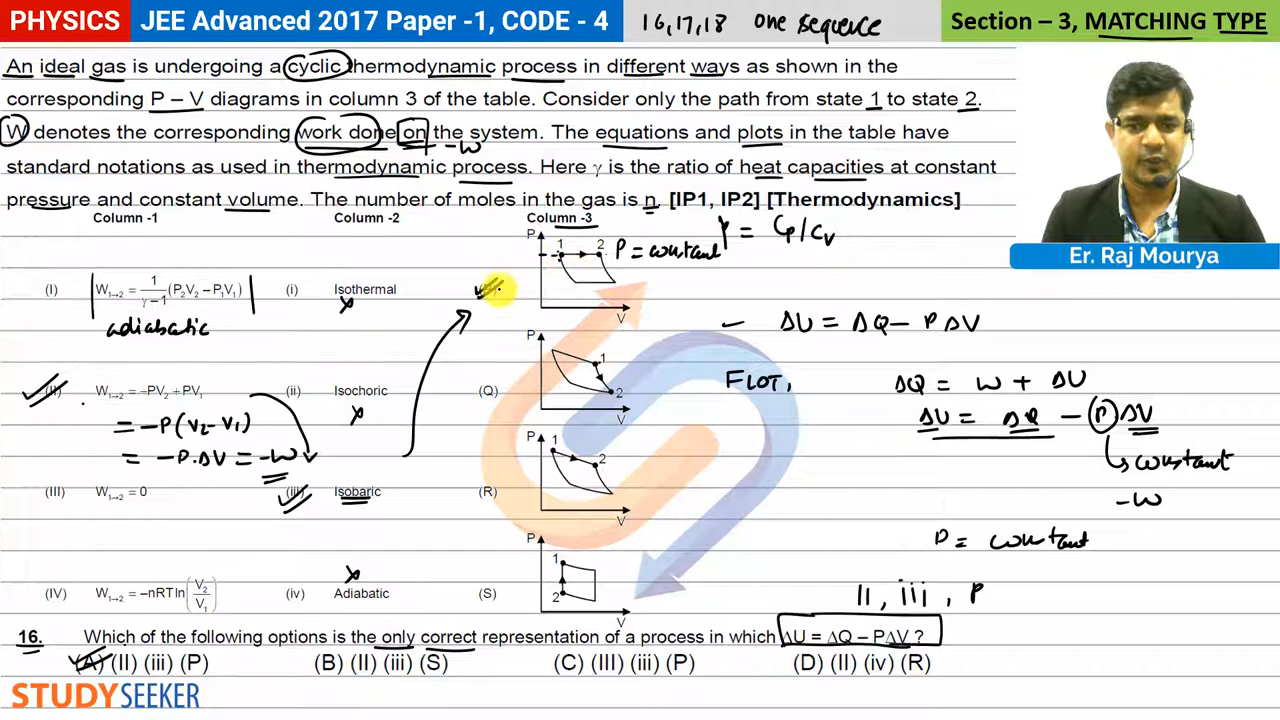 PHYSICS JEE Advanced 2017 Paper -1, CODE - 4 16,17,18 One sequence Section – 3, MATCHING TYPE
An ideal gas is undergoing a cyclic thermodynamic process in different ways as shown in the
corresponding P – V diagrams in column 3 of the table. Consider only the path from state 1 to state 2.
W denotes the corresponding work done on the system. The equations and plots in the table have
-W
standard notations as used in thermodynamic process. Here γ is the ratio of heat capacities at constant
pressure and constant volume. The number of moles in the gas is n. [IP1, IP2] [Thermodynamics]
Er. Raj Mourya
Column -1 Column -2 Column -3
γ = Cp/Cv
P 1 2 P = constant V
(I) W₁→₂ = 1/(γ−1) (P₂V₂ − P₁V₁) (i) Isothermal
adiabatic
ΔU = ΔQ − PΔV
P 1 2 V
(II) W₁→₂ = −PV₂ + PV₁ (ii) Isochoric (Q)
FLOT, ΔQ = W + ΔU
= −P(V₂ − V₁)
ΔU = ΔQ − (P) ΔV
= −P.ΔV = −W
constant
-W
P 1 2 V
(III) W₁→₂ = 0 (iii) Isobaric (R)
P = constant
P 1 2 V
(IV) W₁→₂ = −nRT ln(V₂/V₁) (iv) Adiabatic (S)
II, iii, P
16. Which of the following options is the only correct representation of a process in which ΔU = ΔQ − PΔV ?
(A) (II) (iii) (P) (B) (II) (iii) (S) (C) (III) (iii) (P) (D) (II) (iv) (R)
STUDYSEEKER